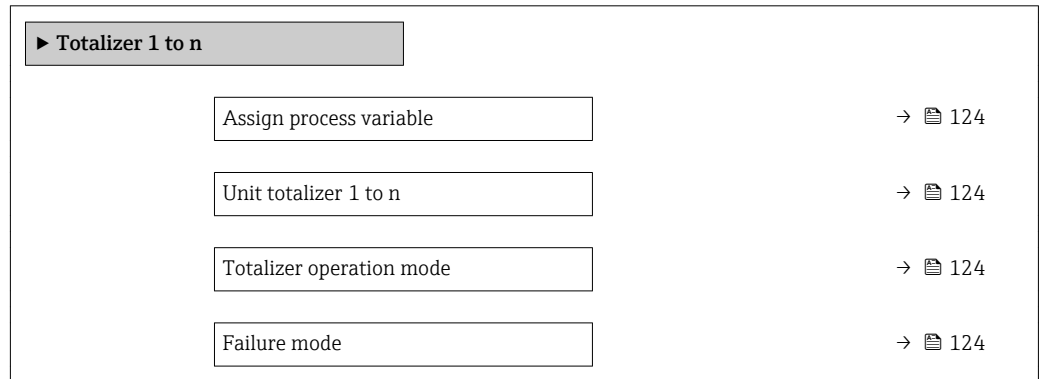 ▶ Totalizer 1 to n
Assign process variable → 🖹 124
Unit totalizer 1 to n → 🖹 124
Totalizer operation mode → 🖹 124
Failure mode → 🖹 124